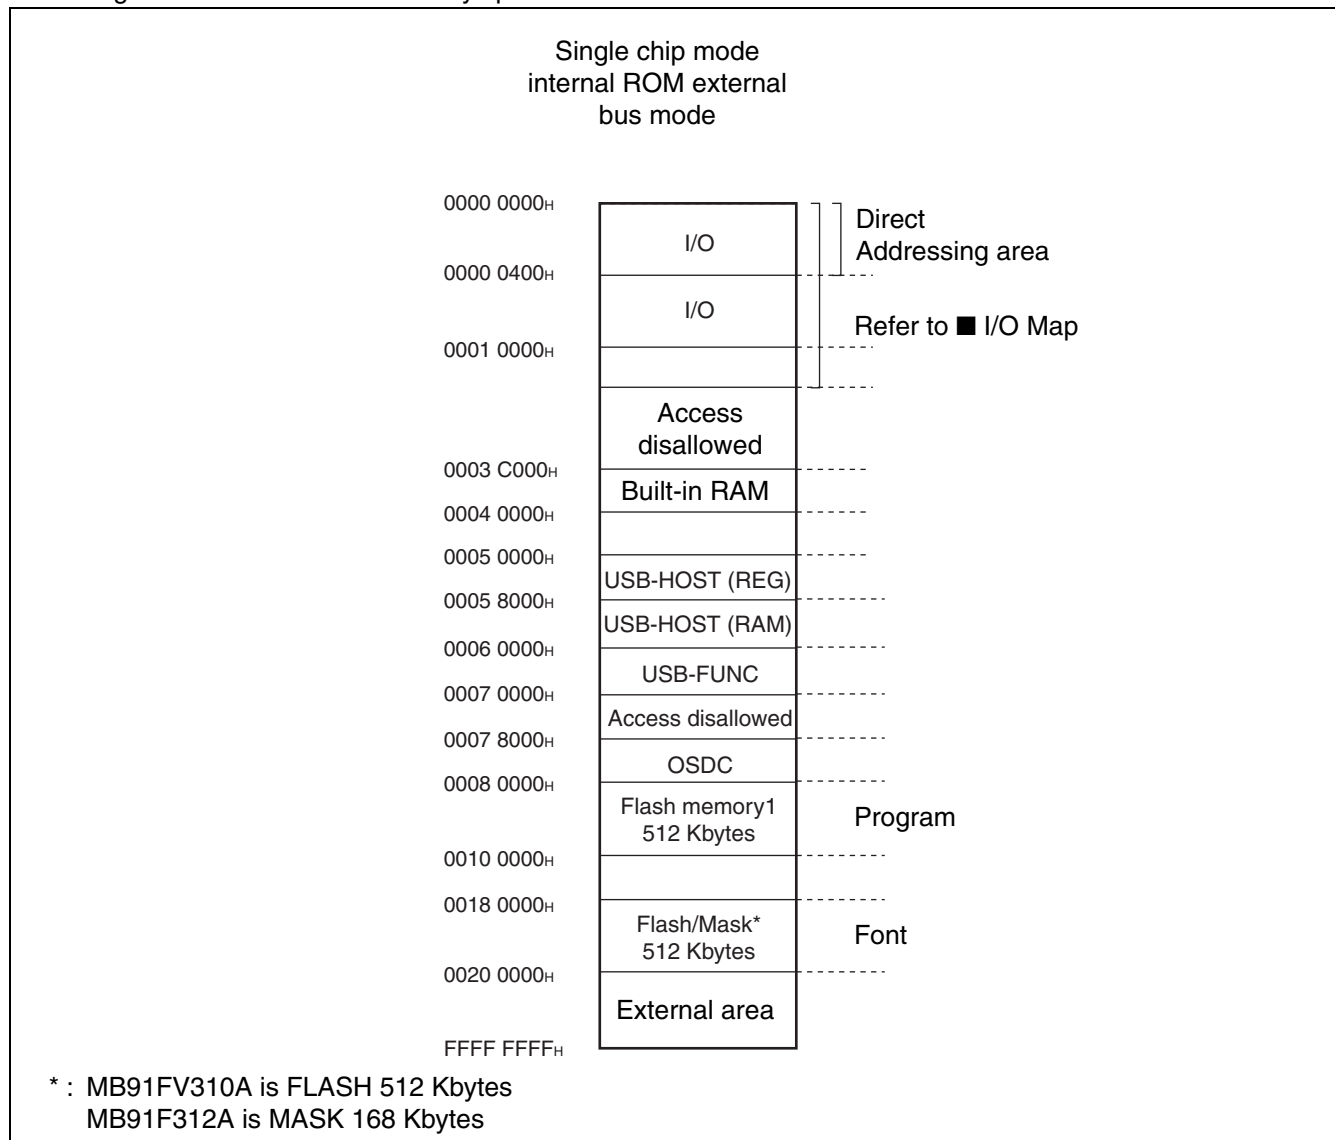 Single chip mode
internal ROM external
bus mode
0000 0000H
I/O
Direct
Addressing area
0000 0400H
I/O
Refer to ■ I/O Map
0001 0000H
Access
disallowed
0003 C000H
Built-in RAM
0004 0000H
0005 0000H
USB-HOST (REG)
0005 8000H
USB-HOST (RAM)
0006 0000H
USB-FUNC
0007 0000H
Access disallowed
0007 8000H
OSDC
0008 0000H
Flash memory1
512 Kbytes
Program
0010 0000H
0018 0000H
Flash/Mask*
512 Kbytes
Font
0020 0000H
External area
FFFF FFFFH
* : MB91FV310A is FLASH 512 Kbytes
MB91F312A is MASK 168 Kbytes